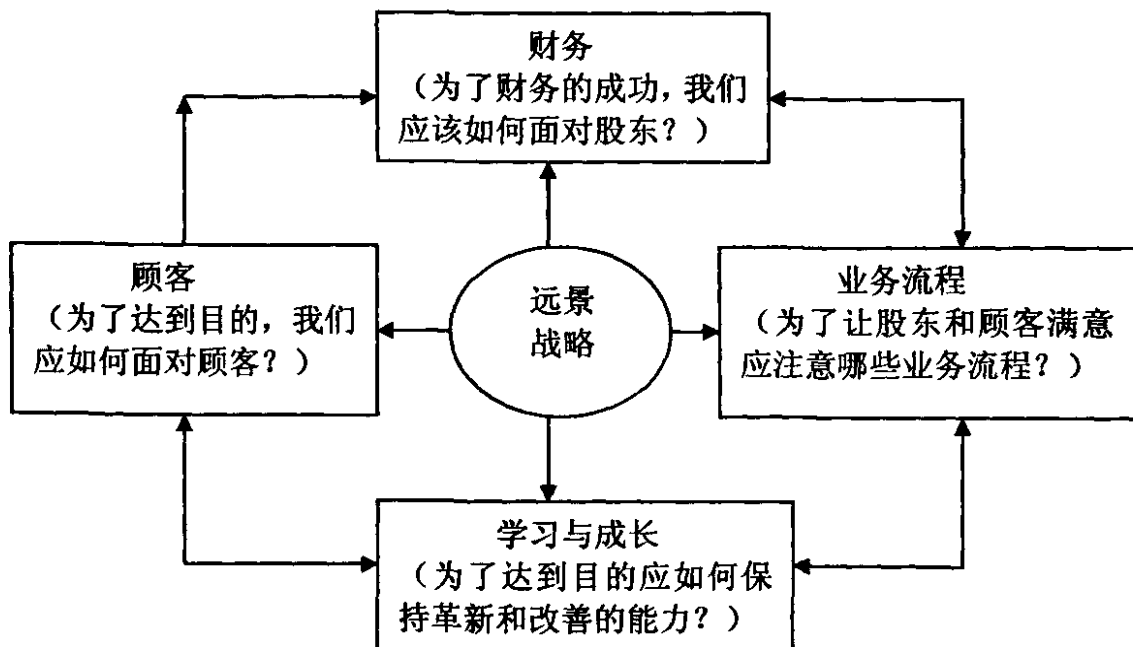 财务
（为了财务的成功，我们
应该如何面对股东？）
顾客
（为了达到目的，我们
应如何面对顾客？）
远景
战略
业务流程
（为了让股东和顾客满意
应注意哪些业务流程？）
学习与成长
（为了达到目的应如何保
持革新和改善的能力？）